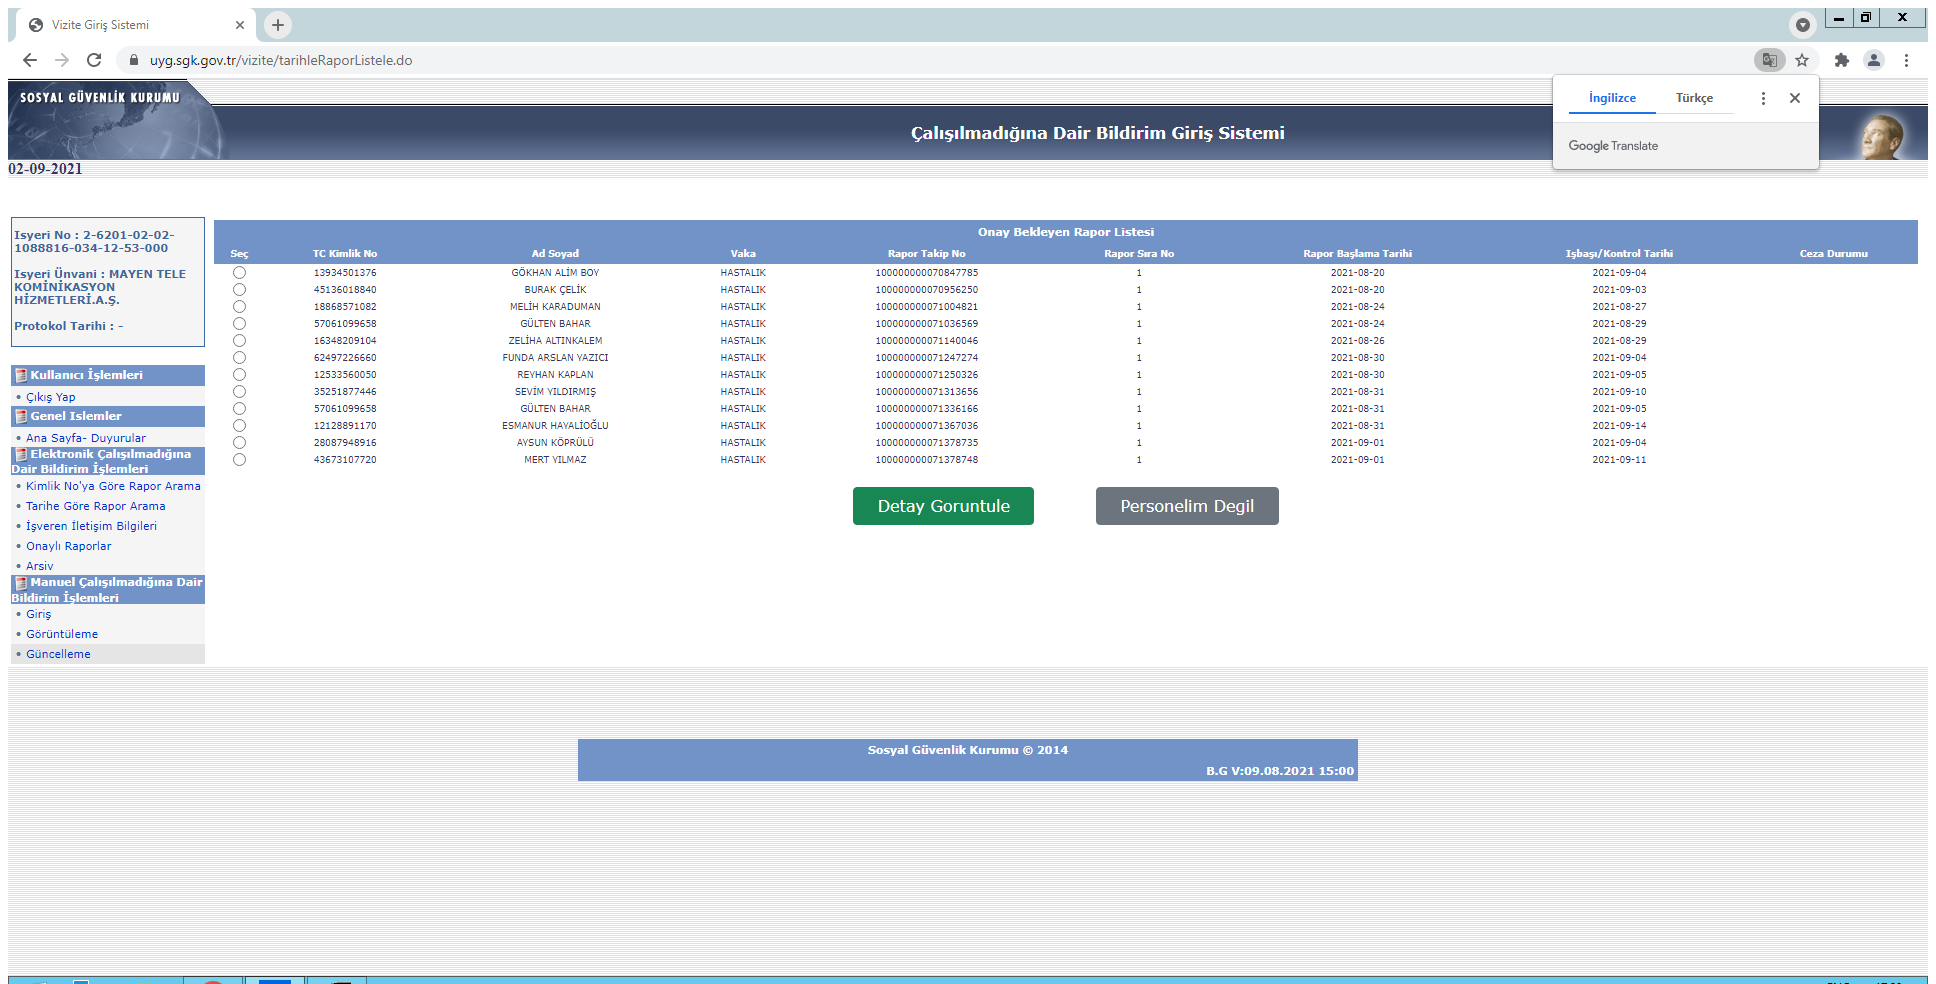 Vizite Giriş Sistemi
uyg.sgk.gov.tr/vizite/tarihleRaporListele.do
İngilizce Türkçe
Google Translate
SOSYAL GÜVENLİK KURUMU
Çalışılmadığına Dair Bildirim Giriş Sistemi
02-09-2021
Isyeri No : 2-6201-02-02-
1088816-034-12-53-000
Isyeri Ünvani : MAYEN TELE
KOMİNİKASYON
HİZMETLERİ.A.Ş.
Protokol Tarihi : -
Kullanıcı İşlemleri
• Çıkış Yap
Genel Islemler
• Ana Sayfa- Duyurular
Elektronik Çalışılmadığına
Dair Bildirim İşlemleri
• Kimlik No'ya Göre Rapor Arama
• Tarihe Göre Rapor Arama
• İşveren İletişim Bilgileri
• Onaylı Raporlar
• Arsiv
Manuel Çalışılmadığına Dair
Bildirim İşlemleri
• Giriş
• Görüntüleme
• Güncelleme
Onay Bekleyen Rapor Listesi
Seç TC Kimlik No Ad Soyad Vaka Rapor Takip No Rapor Sıra No Rapor Başlama Tarihi Işbaşı/Kontrol Tarihi Ceza Durumu
13934501376 GÖKHAN ALİM BOY HASTALIK 100000000070847785 1 2021-08-20 2021-09-04
45136018840 BURAK ÇELİK HASTALIK 100000000070956250 1 2021-08-20 2021-09-03
18868571082 MELİH KARADUMAN HASTALIK 100000000071004821 1 2021-08-24 2021-08-27
57061099658 GÜLTEN BAHAR HASTALIK 100000000071036569 1 2021-08-24 2021-08-29
16348209104 ZELİHA ALTINKALEM HASTALIK 100000000071140046 1 2021-08-26 2021-08-29
62497226660 FUNDA ARSLAN YAZICI HASTALIK 100000000071247274 1 2021-08-30 2021-09-04
12533560050 REYHAN KAPLAN HASTALIK 100000000071250326 1 2021-08-30 2021-09-05
35251877446 SEVİM YILDIRMIŞ HASTALIK 100000000071313656 1 2021-08-31 2021-09-10
57061099658 GÜLTEN BAHAR HASTALIK 100000000071336166 1 2021-08-31 2021-09-05
12128891170 ESMANUR HAYALİOĞLU HASTALIK 100000000071367036 1 2021-08-31 2021-09-14
28087948916 AYSUN KÖPRÜLÜ HASTALIK 100000000071378735 1 2021-09-01 2021-09-04
43673107720 MERT YILMAZ HASTALIK 100000000071378748 1 2021-09-01 2021-09-11
Detay Goruntule Personelim Degil
Sosyal Güvenlik Kurumu © 2014
B.G V:09.08.2021 15:00